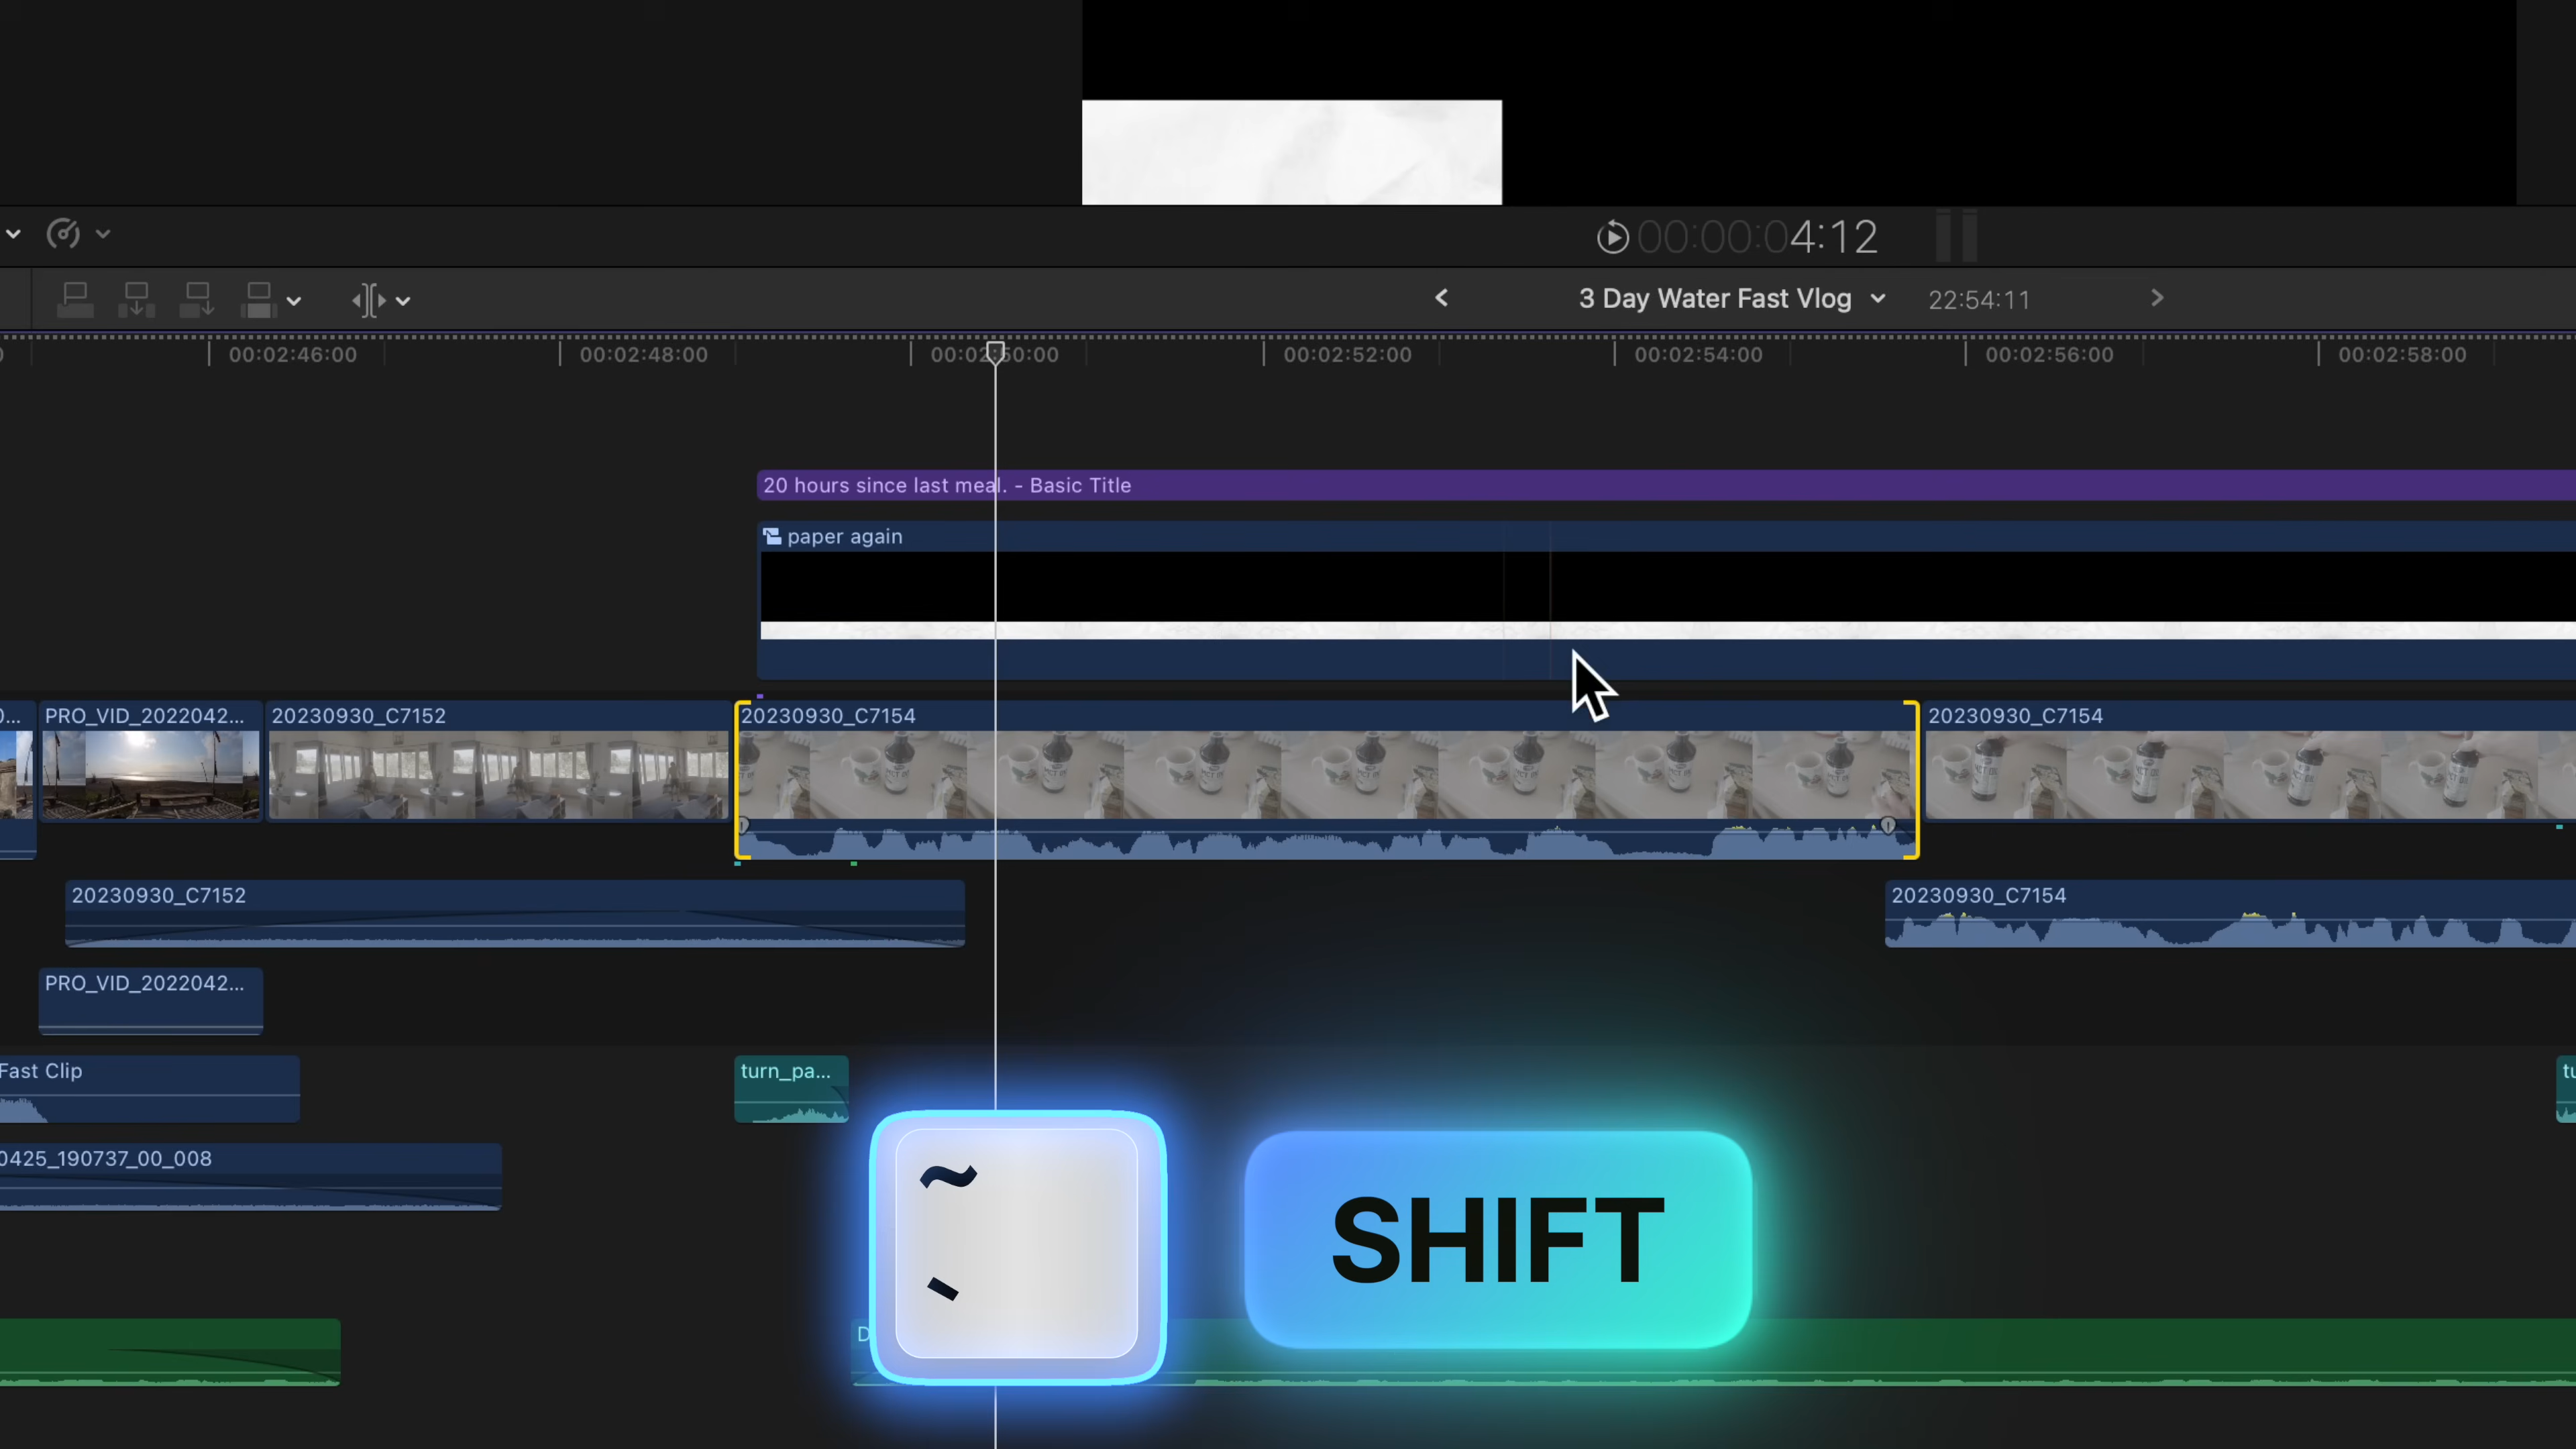 00:00:04:12
3 Day Water Fast Vlog 22:54:11
00:02:46:00 00:02:48:00 00:02:50:00 00:02:52:00 00:02:54:00 00:02:56:00 00:02:58:00
20 hours since last meal. - Basic Title
paper again
PRO_VID_2022042... 20230930_C7152 20230930_C7154 20230930_C7154
20230930_C7152 20230930_C7154
PRO_VID_2022042...
Fast Clip turn_pa... tu
0425_190737_00_008
~
`
SHIFT
D